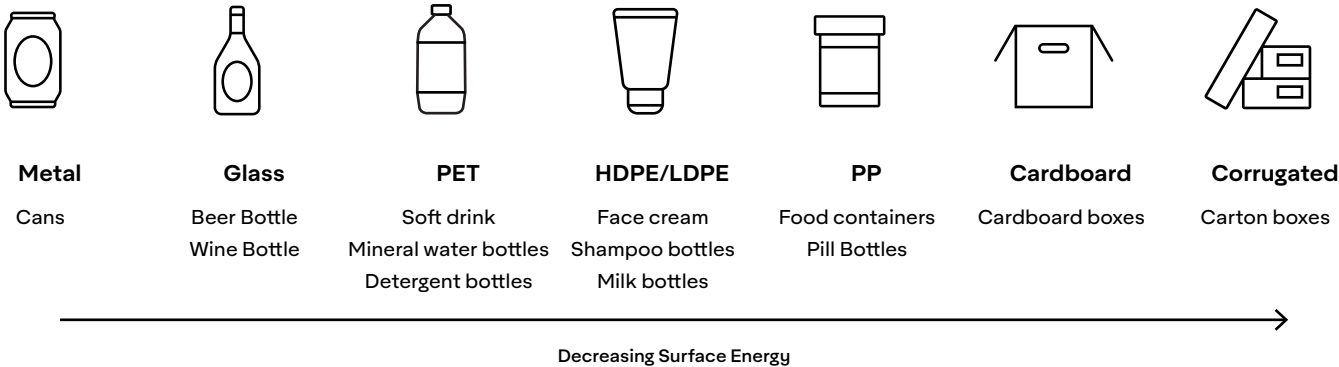 Metal
Cans
Glass
Beer Bottle
Wine Bottle
PET
Soft drink
Mineral water bottles
Detergent bottles
HDPE/LDPE
Face cream
Shampoo bottles
Milk bottles
PP
Food containers
Pill Bottles
Cardboard
Cardboard boxes
Corrugated
Carton boxes
Decreasing Surface Energy